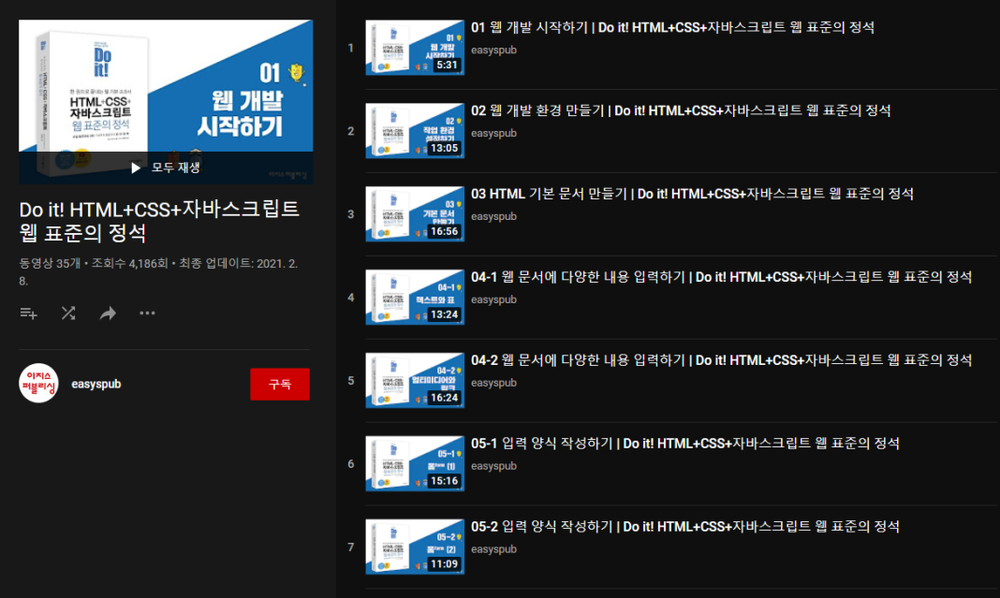 Do it!
HTML+CSS+
자바스크립트
웹 표준의 정석
01
웹 개발
시작하기
모두 재생
이지스 퍼블리싱
Do it! HTML+CSS+자바스크립트
웹 표준의 정석
동영상 35개 • 조회수 4,186회 • 최종 업데이트: 2021. 2.
8.
이지스
퍼블리싱
easyspub
구독
1
01
웹 개발
시작하기
5:31
01 웹 개발 시작하기 | Do it! HTML+CSS+자바스크립트 웹 표준의 정석
easyspub
2
02
작업 환경
설정하기
13:05
02 웹 개발 환경 만들기 | Do it! HTML+CSS+자바스크립트 웹 표준의 정석
easyspub
3
03
기본 문서
만들기
16:56
03 HTML 기본 문서 만들기 | Do it! HTML+CSS+자바스크립트 웹 표준의 정석
easyspub
4
04-1
텍스트와 표
13:24
04-1 웹 문서에 다양한 내용 입력하기 | Do it! HTML+CSS+자바스크립트 웹 표준의 정석
easyspub
5
04-2
멀티미디어와
링크
16:24
04-2 웹 문서에 다양한 내용 입력하기 | Do it! HTML+CSS+자바스크립트 웹 표준의 정석
easyspub
6
05-1
폼form (1)
15:16
05-1 입력 양식 작성하기 | Do it! HTML+CSS+자바스크립트 웹 표준의 정석
easyspub
7
05-2
폼form (2)
11:09
05-2 입력 양식 작성하기 | Do it! HTML+CSS+자바스크립트 웹 표준의 정석
easyspub